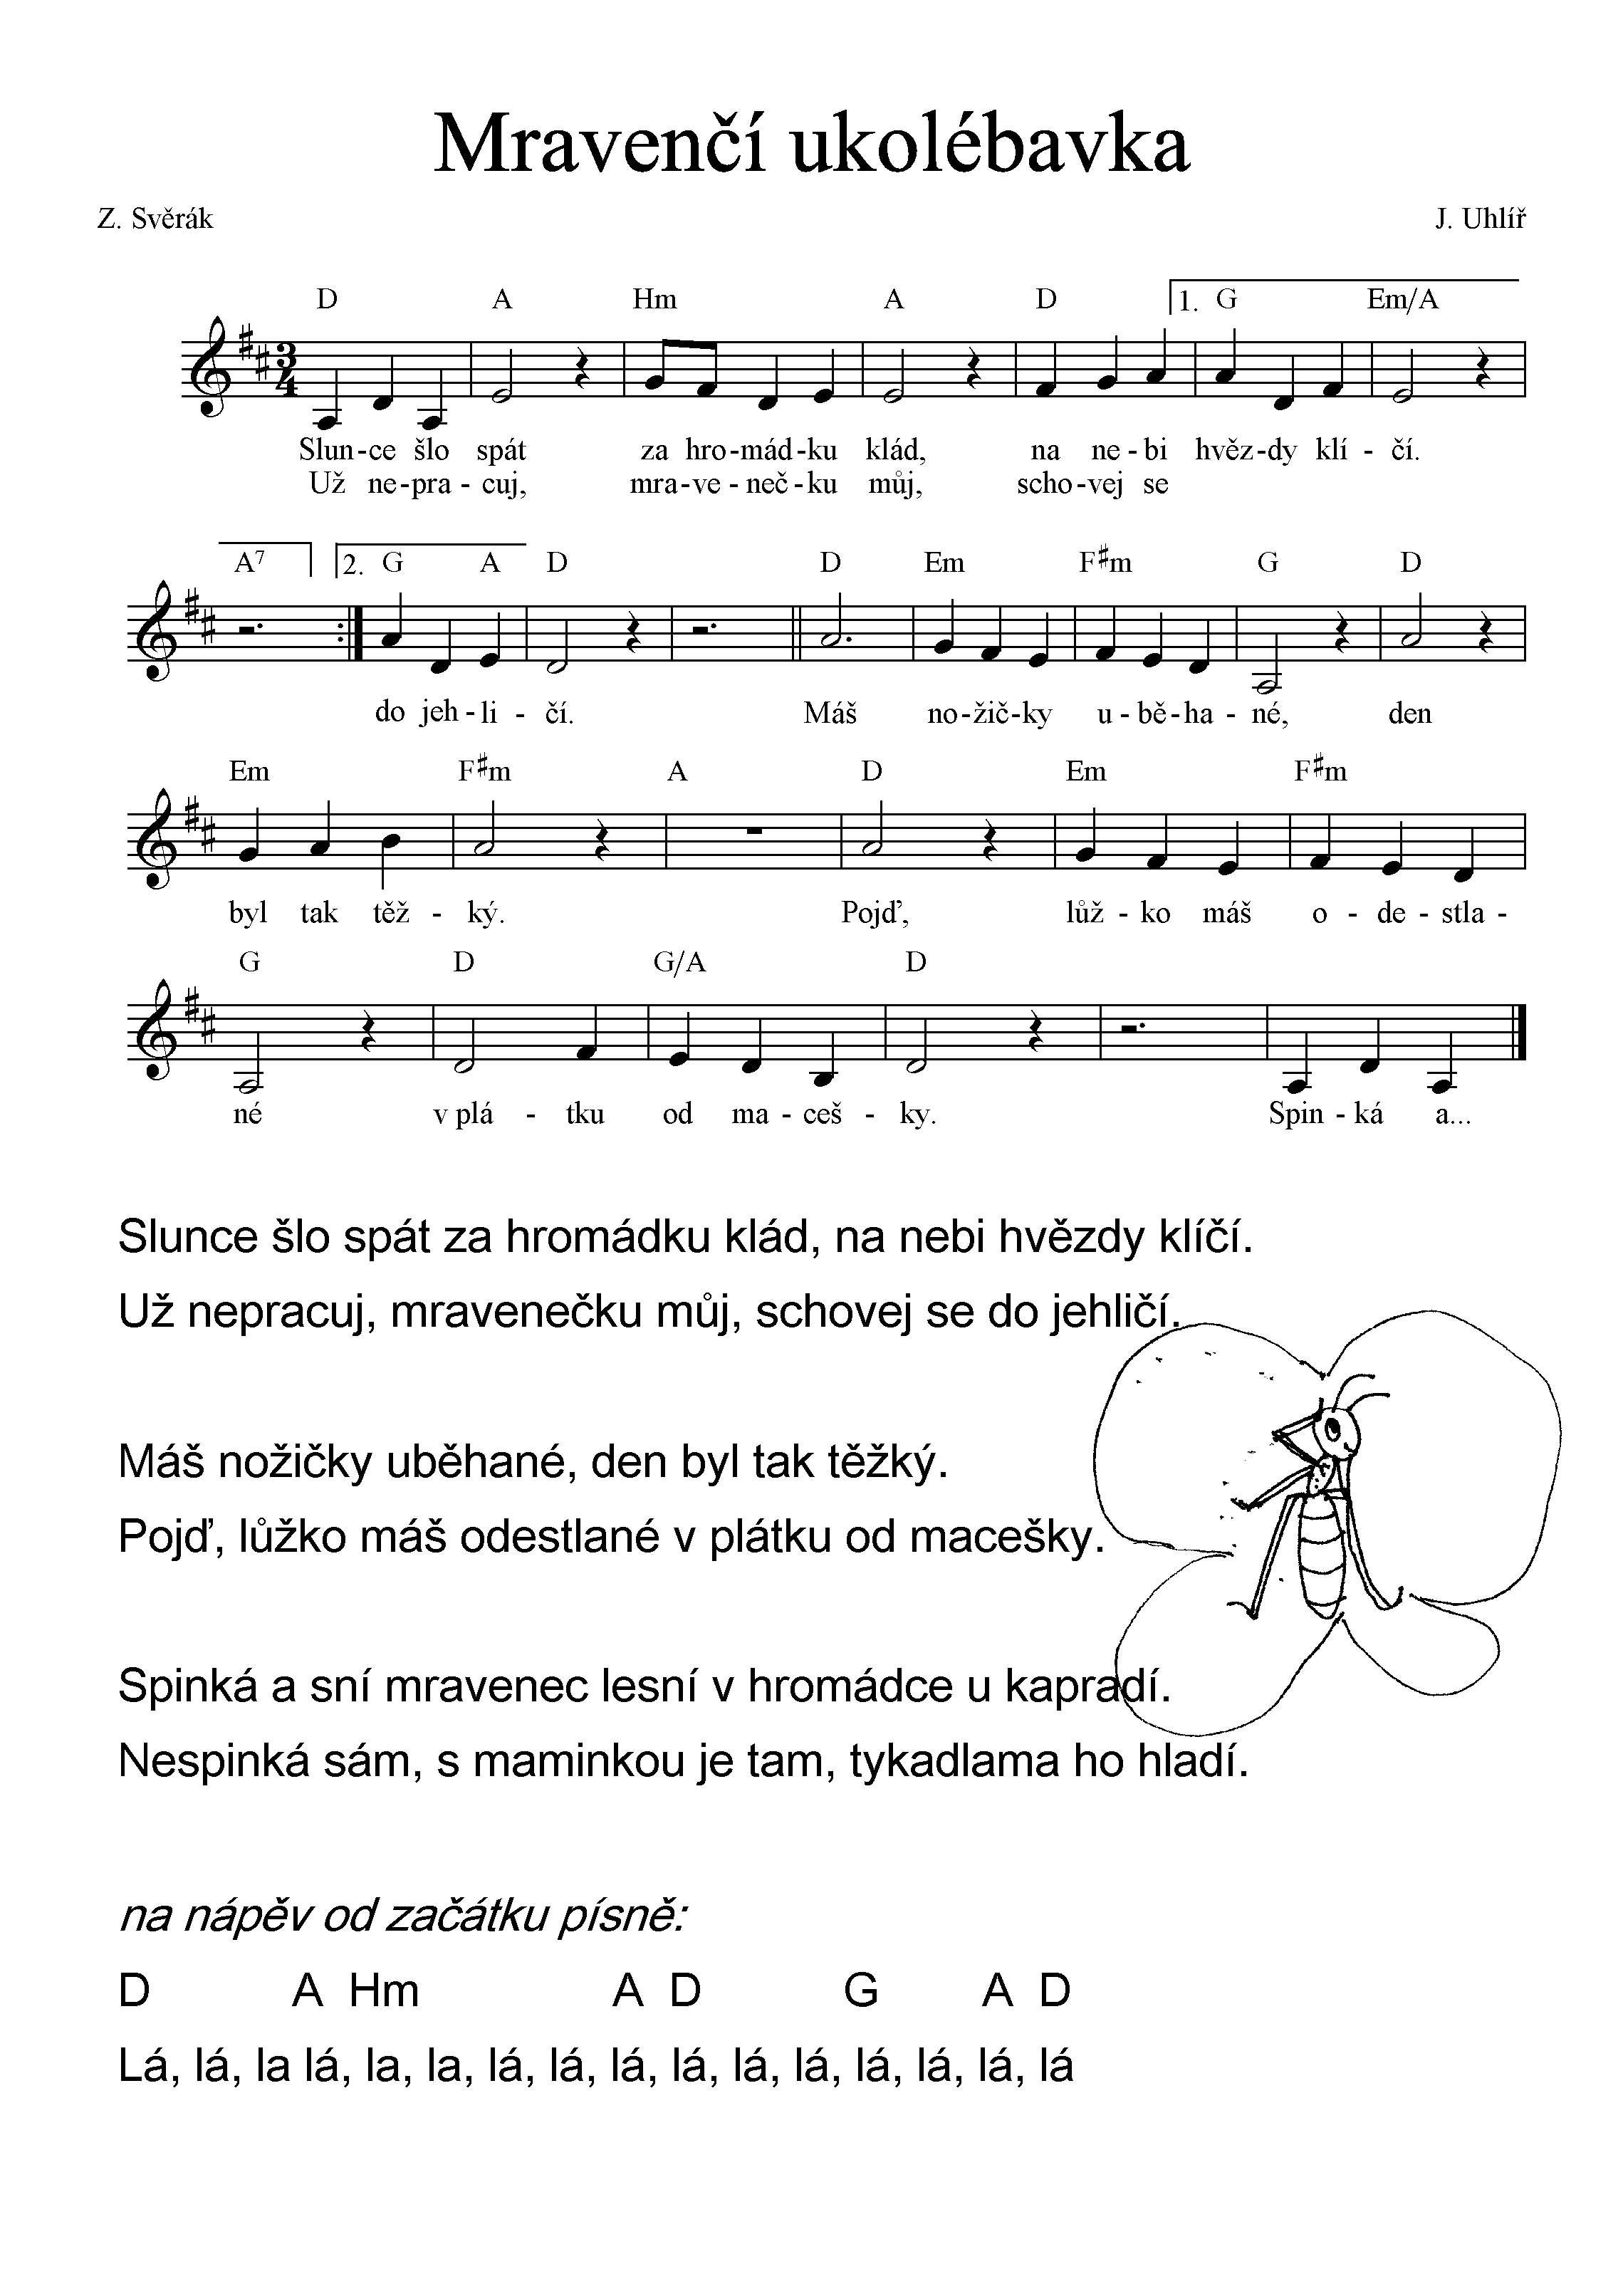 Mravenčí ukolébavka
Z. Svěrák J. Uhlíř
D A Hm A D 1. G Em/A
3/4
Slun-ce šlo spát za hro-mád-ku klád, na ne-bi hvěz-dy klí-čí.
Už ne-pra-cuj, mra-ve-neč-ku můj, scho-vej se
A7 2. G A D D Em F#m G D
do jeh-li-čí. Máš no-žič-ky u-bě-ha-né, den
Em F#m A D Em F#m
byl tak těž-ký. Pojď, lůž-ko máš o-de-stla-
G D G/A D
né v plá-tku od ma-ceš-ky. Spin-ká a...
Slunce šlo spát za hromádku klád, na nebi hvězdy klíčí.
Už nepracuj, mravenečku můj, schovej se do jehličí.
Máš nožičky uběhané, den byl tak těžký.
Pojď, lůžko máš odestlané v plátku od macešky.
Spinká a sní mravenec lesní v hromádce u kapradí.
Nespinká sám, s maminkou je tam, tykadlama ho hladí.
na nápěv od začátku písně:
D A Hm A D G A D
Lá, lá, la lá, la, la, lá, lá, lá, lá, lá, lá, lá, lá, lá, lá